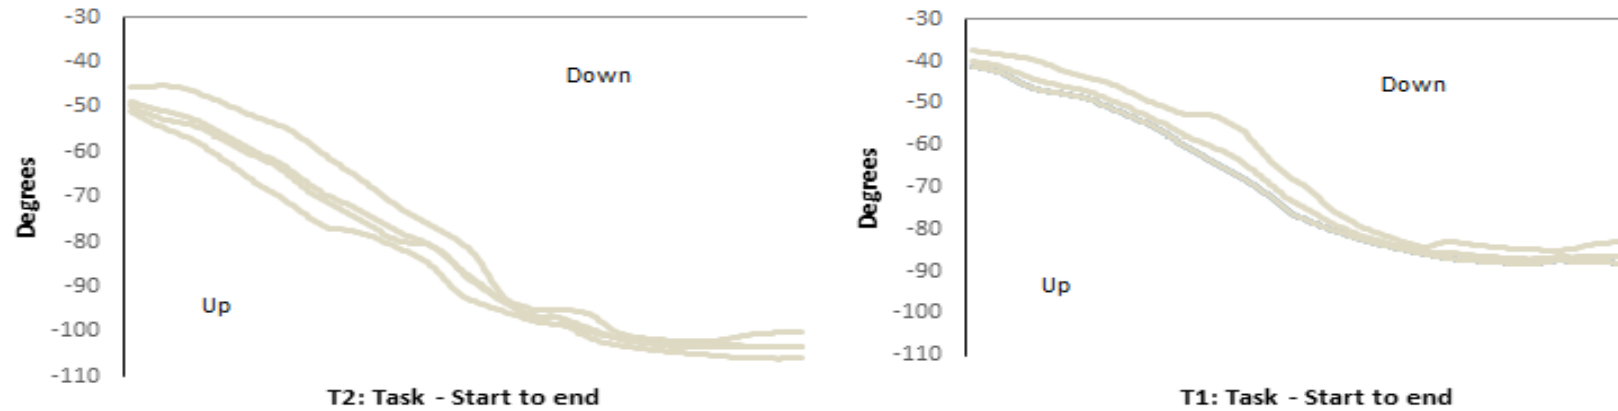 -30
-40
-50
-60
-70
-80
-90
-100
-110
Degrees
Down
Up
T2: Task - Start to end
-30
-40
-50
-60
-70
-80
-90
-100
-110
Degrees
Down
Up
T1: Task - Start to end